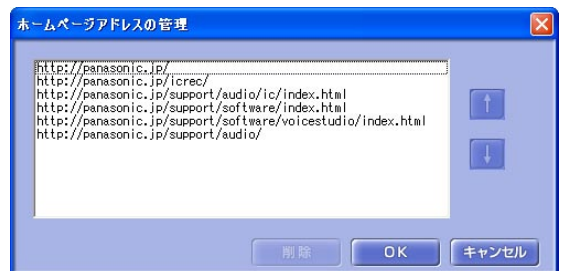 ホームページアドレスの管理
http://panasonic.jp/
http://panasonic.jp/icrec/
http://panasonic.jp/support/audio/ic/index.html
http://panasonic.jp/support/software/index.html
http://panasonic.jp/support/software/voicestudio/index.html
http://panasonic.jp/support/audio/
削除 OK キャンセル